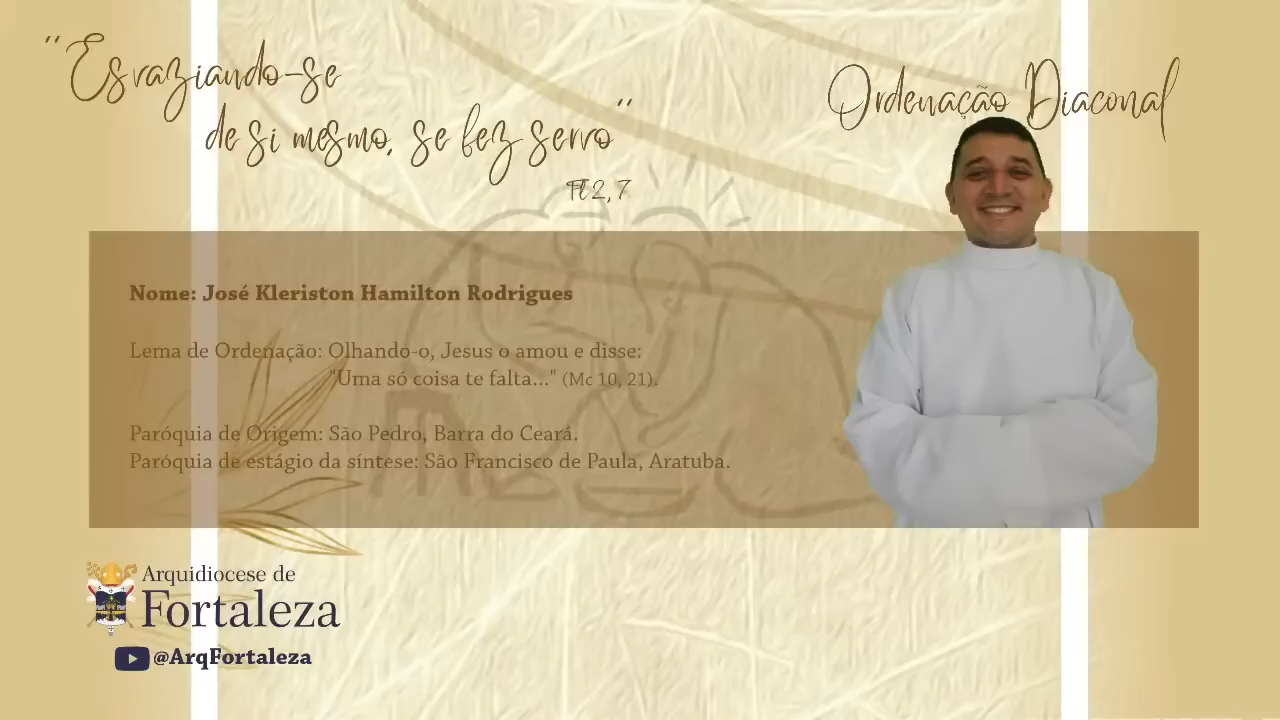 "Esvaziando-se
de si mesmo, se fez servo"
Fl 2, 7
Ordenação Diaconal
Nome: José Kleriston Hamilton Rodrigues
Lema de Ordenação: Olhando-o, Jesus o amou e disse:
"Uma só coisa te falta..." (Mc 10, 21).
Paróquia de Origem: São Pedro, Barra do Ceará.
Paróquia de estágio da síntese: São Francisco de Paula, Aratuba.
Arquidiocese de
Fortaleza
@ArqFortaleza